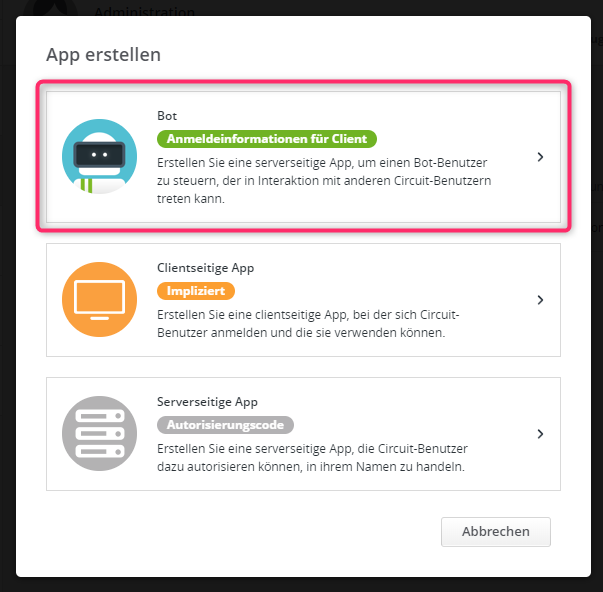 Administration
App erstellen
Bot
Anmeldeinformationen für Client
Erstellen Sie eine serverseitige App, um einen Bot-Benutzer
zu steuern, der in Interaktion mit anderen Circuit-Benutzern
treten kann.
Clientseitige App
Impliziert
Erstellen Sie eine clientseitige App, bei der sich Circuit-
Benutzer anmelden und die sie verwenden können.
Serverseitige App
Autorisierungscode
Erstellen Sie eine serverseitige App, die Circuit-Benutzer
dazu autorisieren können, in ihrem Namen zu handeln.
Abbrechen